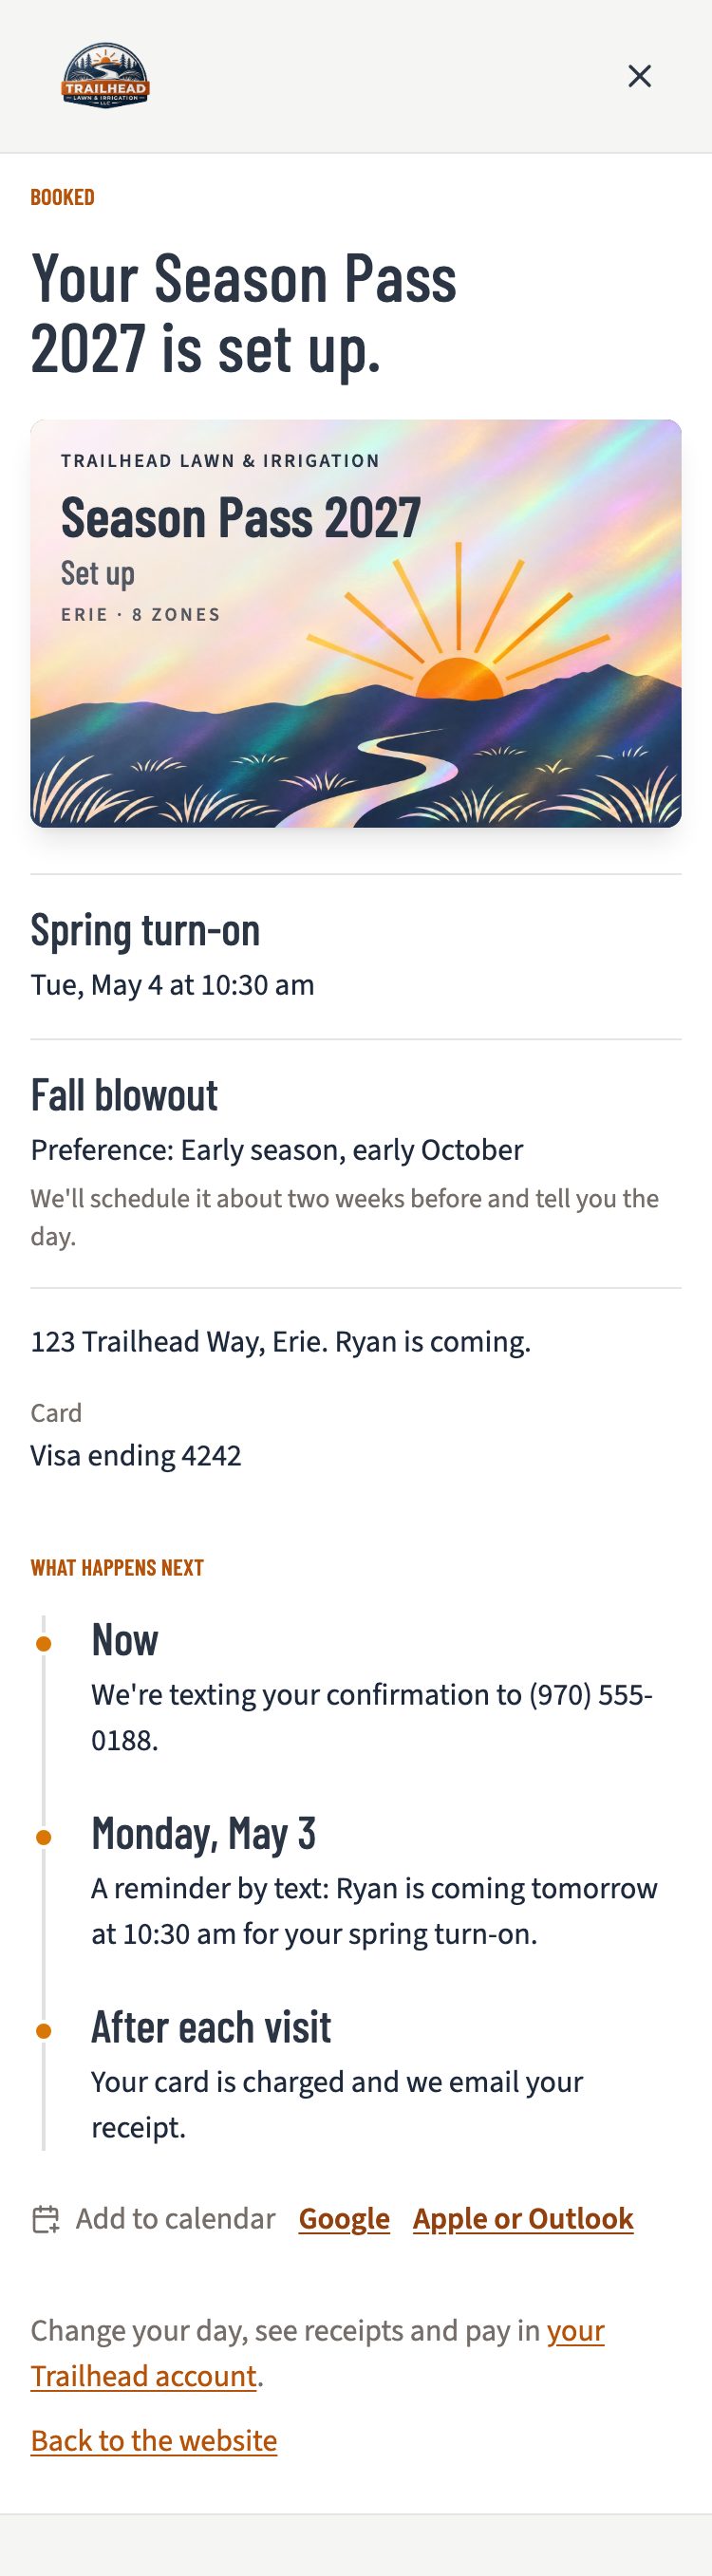 TRAILHEAD
LAWN & IRRIGATION
LLC
BOOKED
Your Season Pass
2027 is set up.
TRAILHEAD LAWN & IRRIGATION
Season Pass 2027
Set up
ERIE · 8 ZONES
Spring turn-on
Tue, May 4 at 10:30 am
Fall blowout
Preference: Early season, early October
We'll schedule it about two weeks before and tell you the
day.
123 Trailhead Way, Erie. Ryan is coming.
Card
Visa ending 4242
WHAT HAPPENS NEXT
Now
We're texting your confirmation to (970) 555-
0188.
Monday, May 3
A reminder by text: Ryan is coming tomorrow
at 10:30 am for your spring turn-on.
After each visit
Your card is charged and we email your
receipt.
Add to calendar Google Apple or Outlook
Change your day, see receipts and pay in your
Trailhead account.
Back to the website